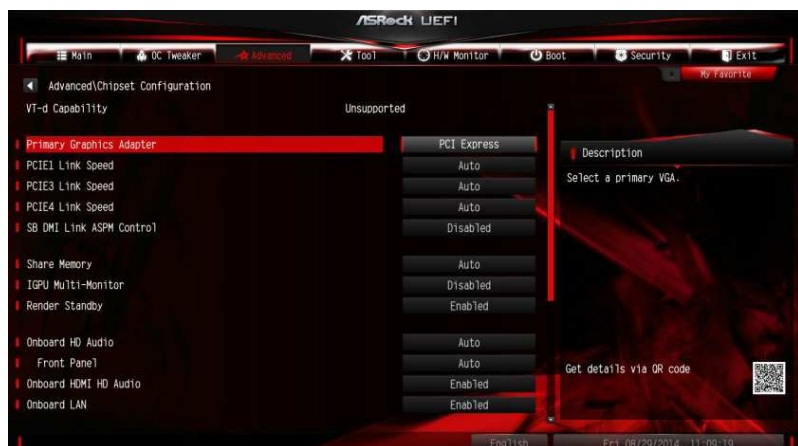 ASRock UEFI
Main OC Tweaker Advanced Tool H/W Monitor Boot Security Exit
My Favorite
Advanced\Chipset Configuration
VT-d Capability Unsupported
Primary Graphics Adapter PCI Express
PCIE1 Link Speed Auto
PCIE3 Link Speed Auto
PCIE4 Link Speed Auto
SB DMI Link ASPM Control Disabled
Share Memory Auto
IGPU Multi-Monitor Disabled
Render Standby Enabled
Onboard HD Audio Auto
Front Panel Auto
Onboard HDMI HD Audio Enabled
Onboard LAN Enabled
Description
Select a primary VGA.
Get details via QR code
English Fri 08/29/2014 11:09:19